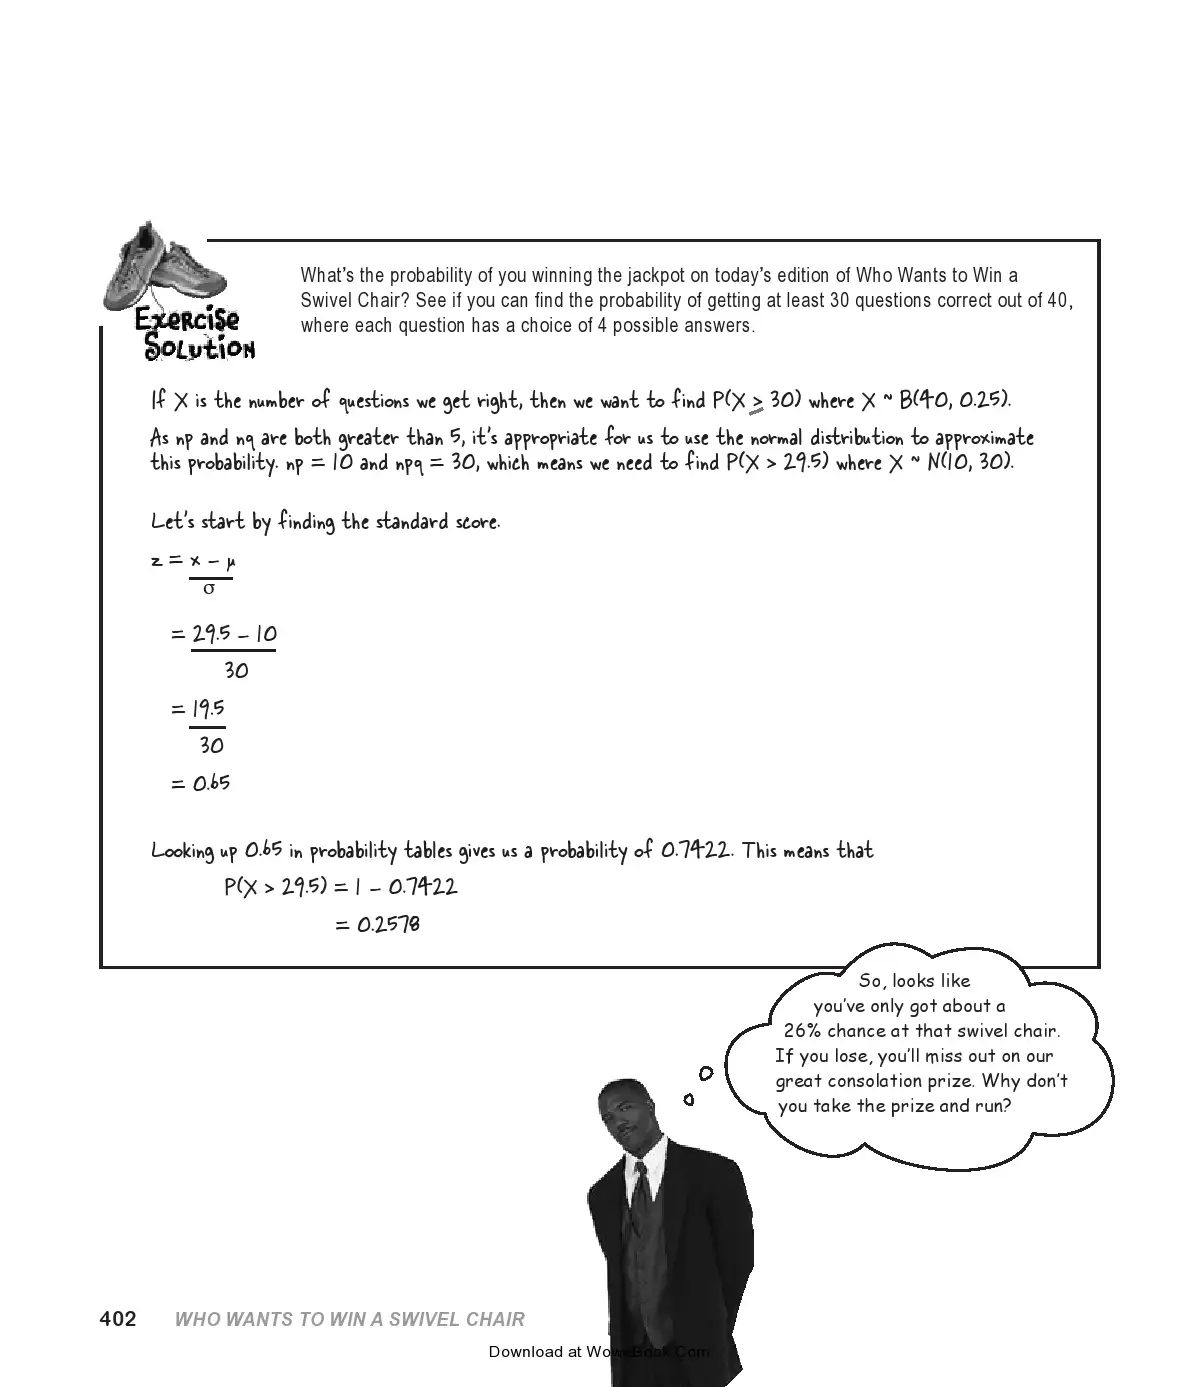 What's the probability of you winning the jackpot on today's edition of Who Wants to Win a
Swivel Chair? See if you can find the probability of getting at least 30 questions correct out of 40,
where each question has a choice of 4 possible answers.
Exercise
Solution
If X is the number of questions we get right, then we want to find P(X ≥ 30) where X ~ B(40, 0.25).
As np and nq are both greater than 5, it's appropriate for us to use the normal distribution to approximate
this probability. np = 10 and npq = 30, which means we need to find P(X > 29.5) where X ~ N(10, 30).
Let's start by finding the standard score.
z = x - μ
σ
= 29.5 - 10
30
= 19.5
30
= 0.65
Looking up 0.65 in probability tables gives us a probability of 0.7422. This means that
P(X > 29.5) = 1 - 0.7422
= 0.2578
So, looks like
you've only got about a
26% chance at that swivel chair.
If you lose, you'll miss out on our
great consolation prize. Why don't
you take the prize and run?
402 WHO WANTS TO WIN A SWIVEL CHAIR
Download at WoweBook.Com